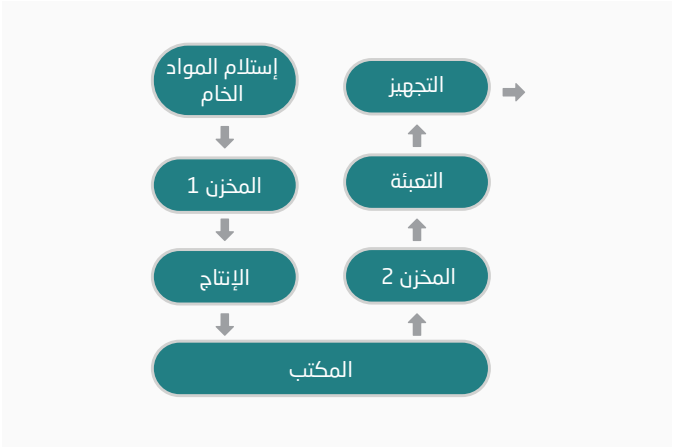 إستلام المواد
الخام
المخزن 1
الإنتاج
المكتب
المخزن 2
التعبئة
التجهيز